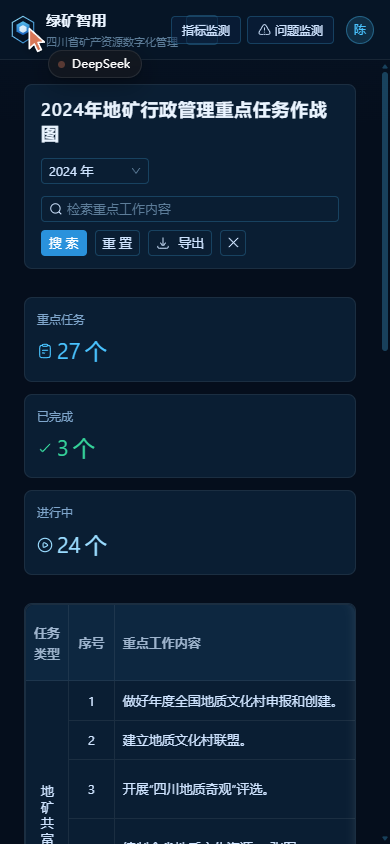 绿矿智用
四川省矿产资源数字化管理
指标监测
问题监测
陈
DeepSeek
2024年地矿行政管理重点任务作战
图
2024 年
检索重点工作内容
搜 索
重 置
导出
重点任务
27 个
已完成
3 个
进行中
24 个
任务
类型
序号
重点工作内容
1
做好年度全国地质文化村申报和创建。
2
建立地质文化村联盟。
3
开展“四川地质奇观”评选。
地
矿
共
富